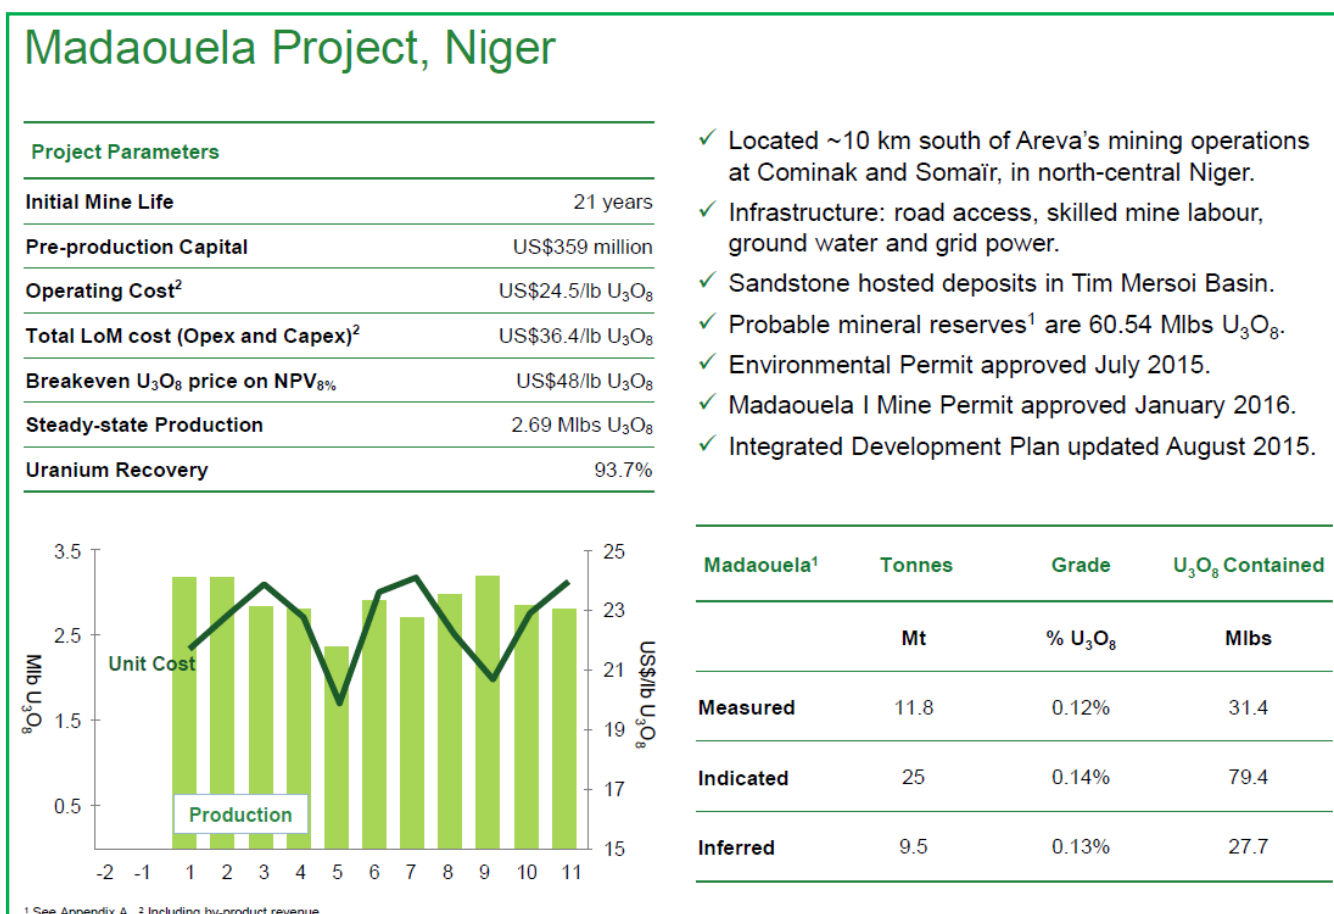 Madaouela Project, Niger
Project Parameters
Initial Mine Life 21 years
Pre-production Capital US$359 million
Operating Cost² US$24.5/lb U₃O₈
Total LoM cost (Opex and Capex)² US$36.4/lb U₃O₈
Breakeven U₃O₈ price on NPV₈% US$48/lb U₃O₈
Steady-state Production 2.69 Mlbs U₃O₈
Uranium Recovery 93.7%
✓ Located ~10 km south of Areva's mining operations
at Cominak and Somaïr, in north-central Niger.
✓ Infrastructure: road access, skilled mine labour,
ground water and grid power.
✓ Sandstone hosted deposits in Tim Mersoi Basin.
✓ Probable mineral reserves¹ are 60.54 Mlbs U₃O₈.
✓ Environmental Permit approved July 2015.
✓ Madaouela I Mine Permit approved January 2016.
✓ Integrated Development Plan updated August 2015.
Mlb U₃O₈
3.5
2.5
1.5
0.5
Unit Cost
Production
25
23
21
19
17
15
US$/lb U₃O₈
-2 -1 1 2 3 4 5 6 7 8 9 10 11
Madaouela¹ Tonnes Grade U₃O₈ Contained
Mt % U₃O₈ Mlbs
Measured 11.8 0.12% 31.4
Indicated 25 0.14% 79.4
Inferred 9.5 0.13% 27.7
¹ See Appendix A ² Including by-product revenue